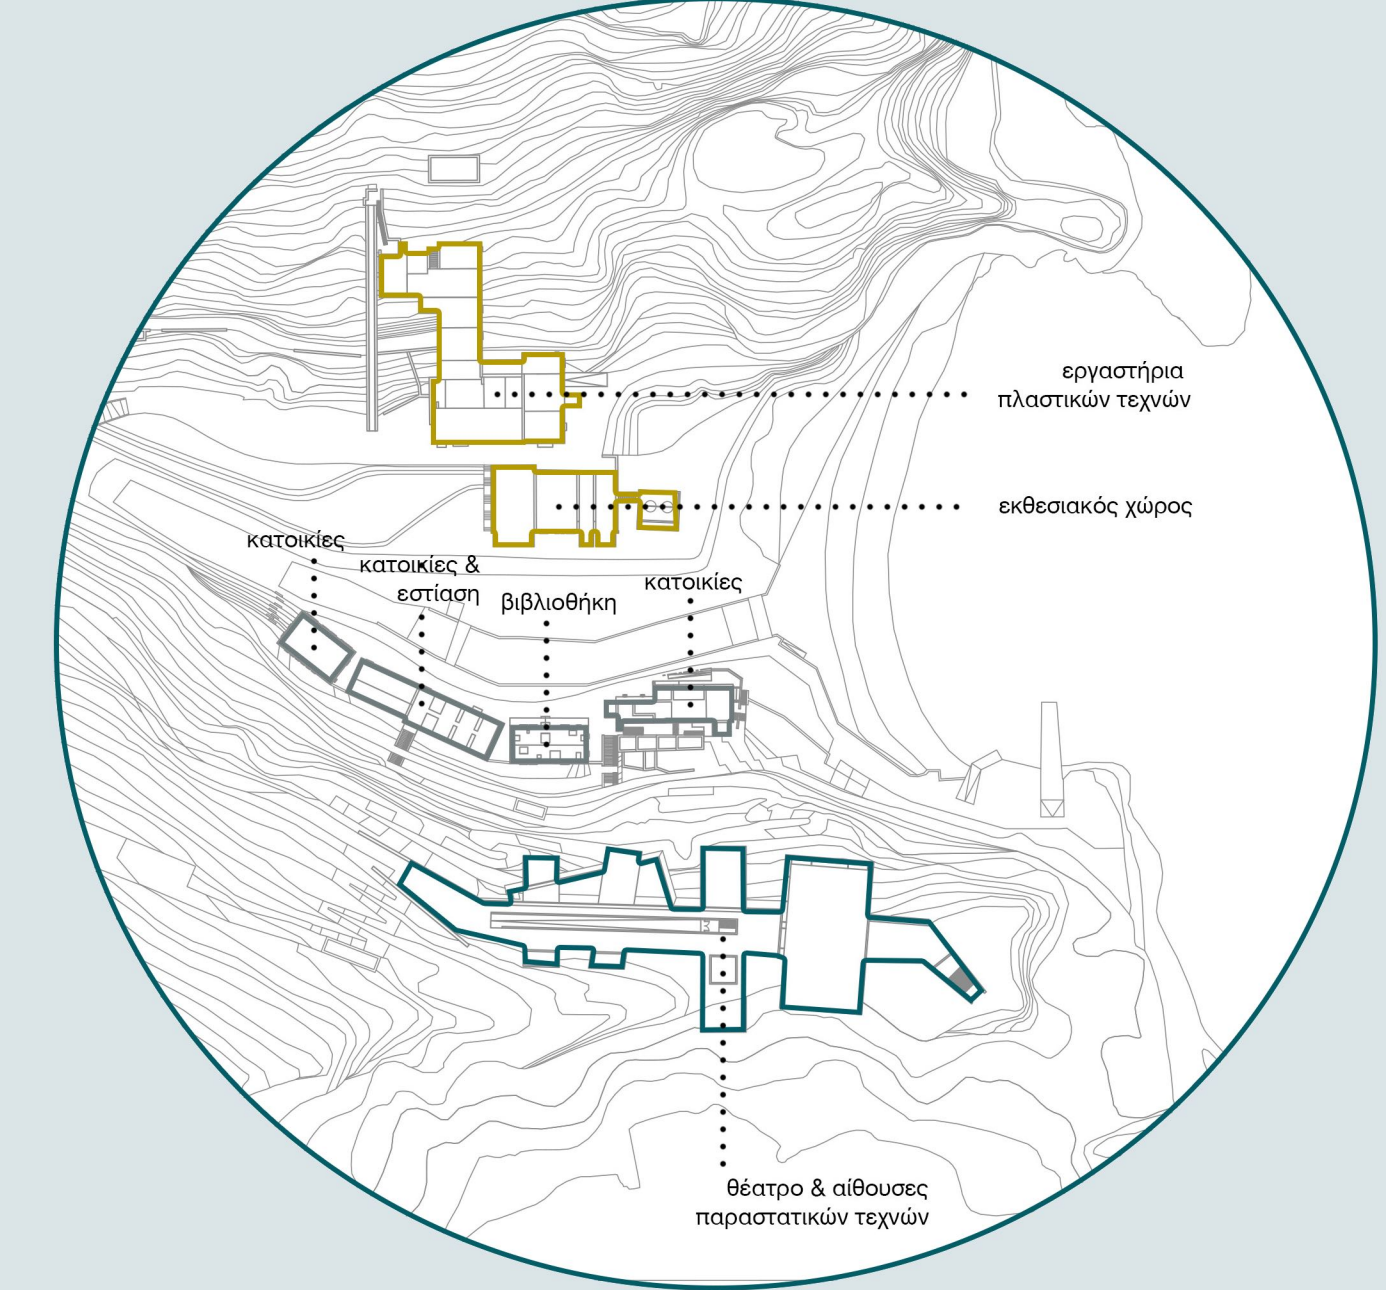 εργαστήρια
πλαστικών τεχνών
εκθεσιακός χώρος
κατοικίες
κατοικίες &
εστίαση
βιβλιοθήκη
κατοικίες
θέατρο & αίθουσες
παραστατικών τεχνών